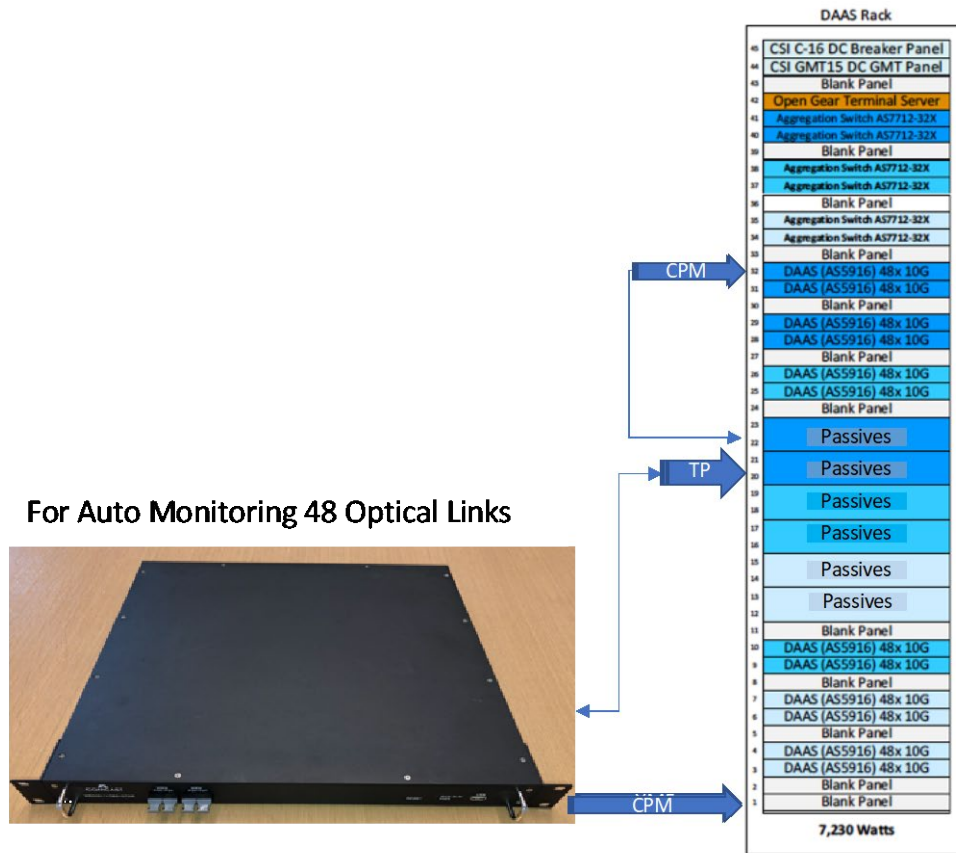 DAAS Rack
45 CSI C-16 DC Breaker Panel
44 CSI GMT15 DC GMT Panel
43 Blank Panel
42 Open Gear Terminal Server
41 Aggregation Switch AS7712-32X
40 Aggregation Switch AS7712-32X
39 Blank Panel
38 Aggregation Switch AS7712-32X
37 Aggregation Switch AS7712-32X
36 Blank Panel
35 Aggregation Switch AS7712-32X
34 Aggregation Switch AS7712-32X
33 Blank Panel
CPM
32 DAAS (AS5916) 48x 10G
31 DAAS (AS5916) 48x 10G
30 Blank Panel
29 DAAS (AS5916) 48x 10G
28 DAAS (AS5916) 48x 10G
27 Blank Panel
26 DAAS (AS5916) 48x 10G
25 DAAS (AS5916) 48x 10G
24 Blank Panel
23
Passives
22
21
TP
Passives
20
19
Passives
18
17
Passives
16
15
Passives
14
13
Passives
12
11 Blank Panel
10 DAAS (AS5916) 48x 10G
9 DAAS (AS5916) 48x 10G
8 Blank Panel
7 DAAS (AS5916) 48x 10G
6 DAAS (AS5916) 48x 10G
5 Blank Panel
4 DAAS (AS5916) 48x 10G
3 DAAS (AS5916) 48x 10G
2 Blank Panel
1 Blank Panel
7,230 Watts
For Auto Monitoring 48 Optical Links
COMCAST
CPM